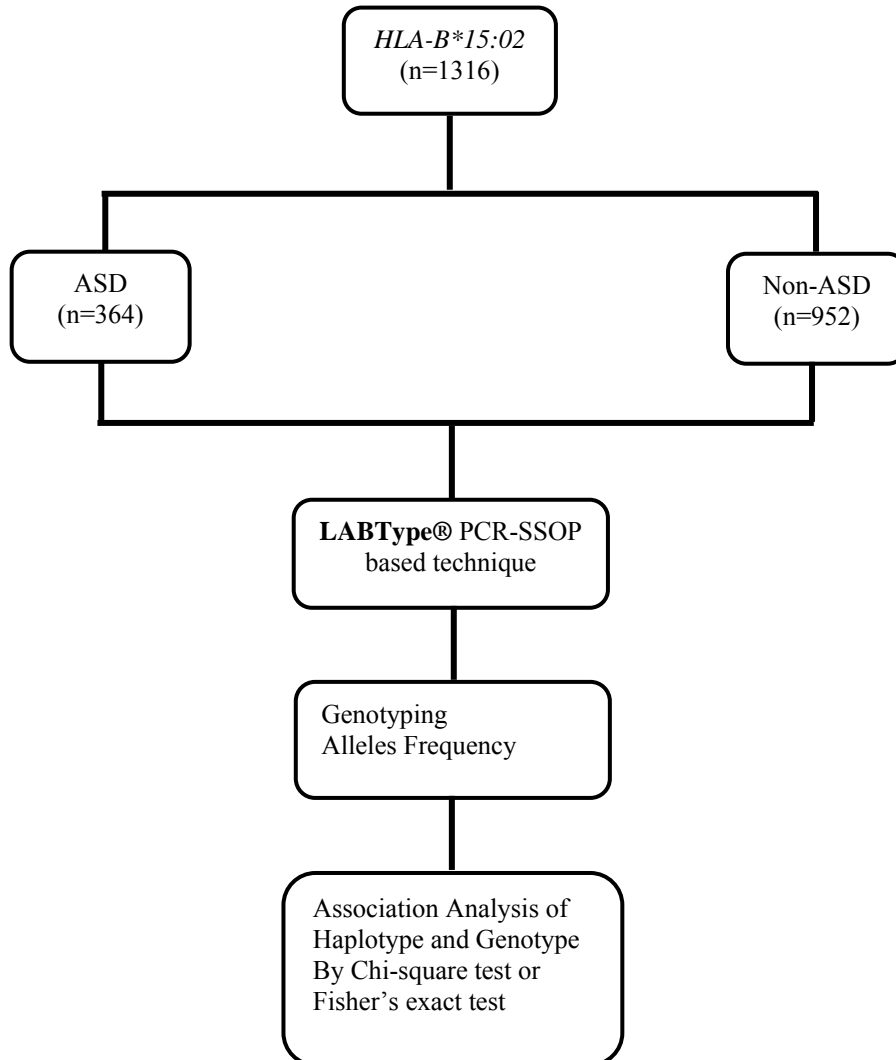 HLA-B*15:02
(n=1316)
ASD
(n=364)
Non-ASD
(n=952)
LABType® PCR-SSOP
based technique
Genotyping
Alleles Frequency
Association Analysis of
Haplotype and Genotype
By Chi-square test or
Fisher’s exact test